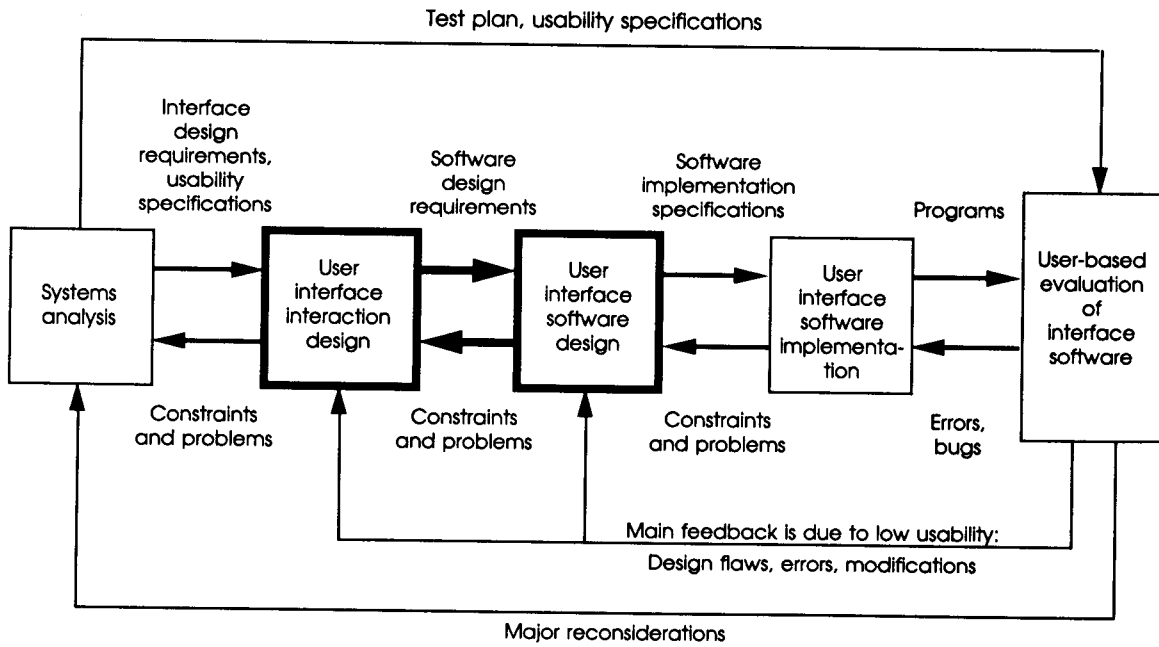 Test plan, usability specifications
Interface
design
requirements,
usability
specifications
Software
design
requirements
Software
implementation
specifications
Programs
Systems
analysis
User
interface
interaction
design
User
interface
software
design
User
interface
software
implementa-
tion
User-based
evaluation
of
interface
software
Constraints
and problems
Constraints
and problems
Constraints
and problems
Errors,
bugs
Main feedback is due to low usability:
Design flaws, errors, modifications
Major reconsiderations